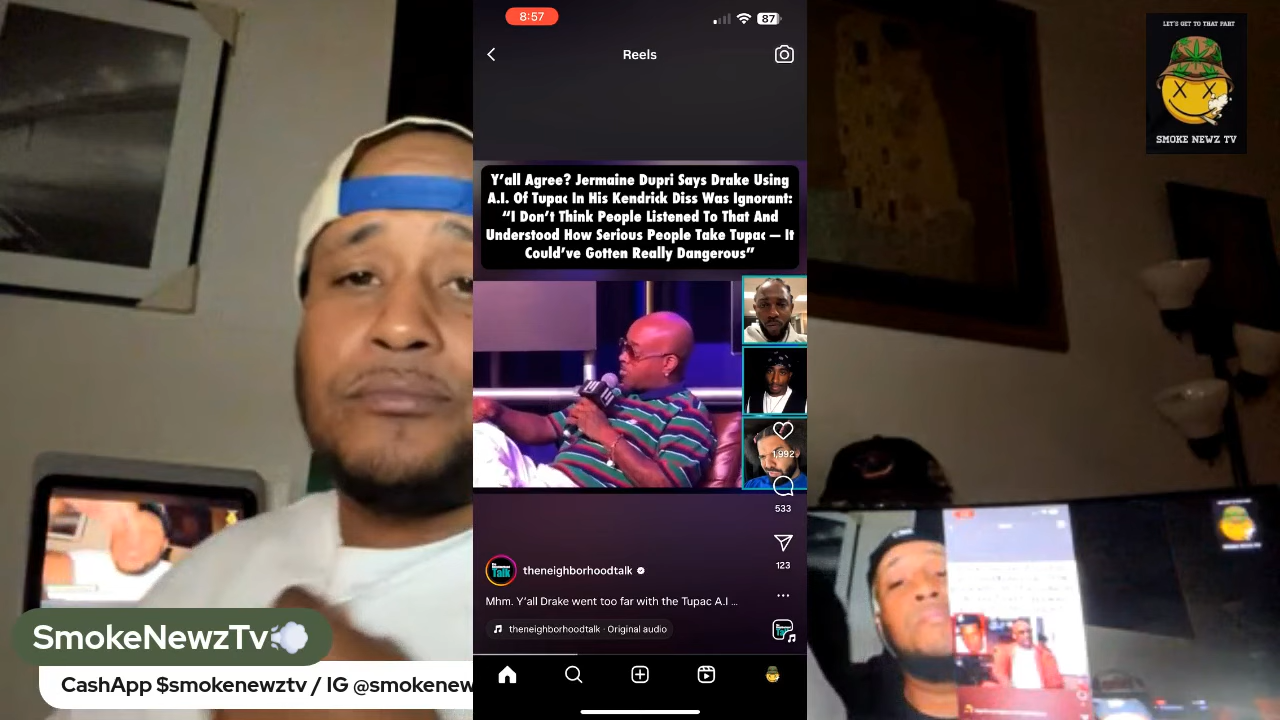 8:57
87
Reels
Y'all Agree? Jermaine Dupri Says Drake Using
A.I. Of Tupac In His Kendrick Diss Was Ignorant:
“I Don't Think People Listened To That And
Understood How Serious People Take Tupac — It
Could've Gotten Really Dangerous”
1,992
533
123
Talk
theneighborhoodtalk
Mhm. Y'all Drake went too far with the Tupac A.I ...
theneighborhoodtalk · Original audio
SmokeNewzTv
CashApp $smokenewztv / IG @smokenew
LET'S GET TO THAT PART
SMOKE NEWZ TV